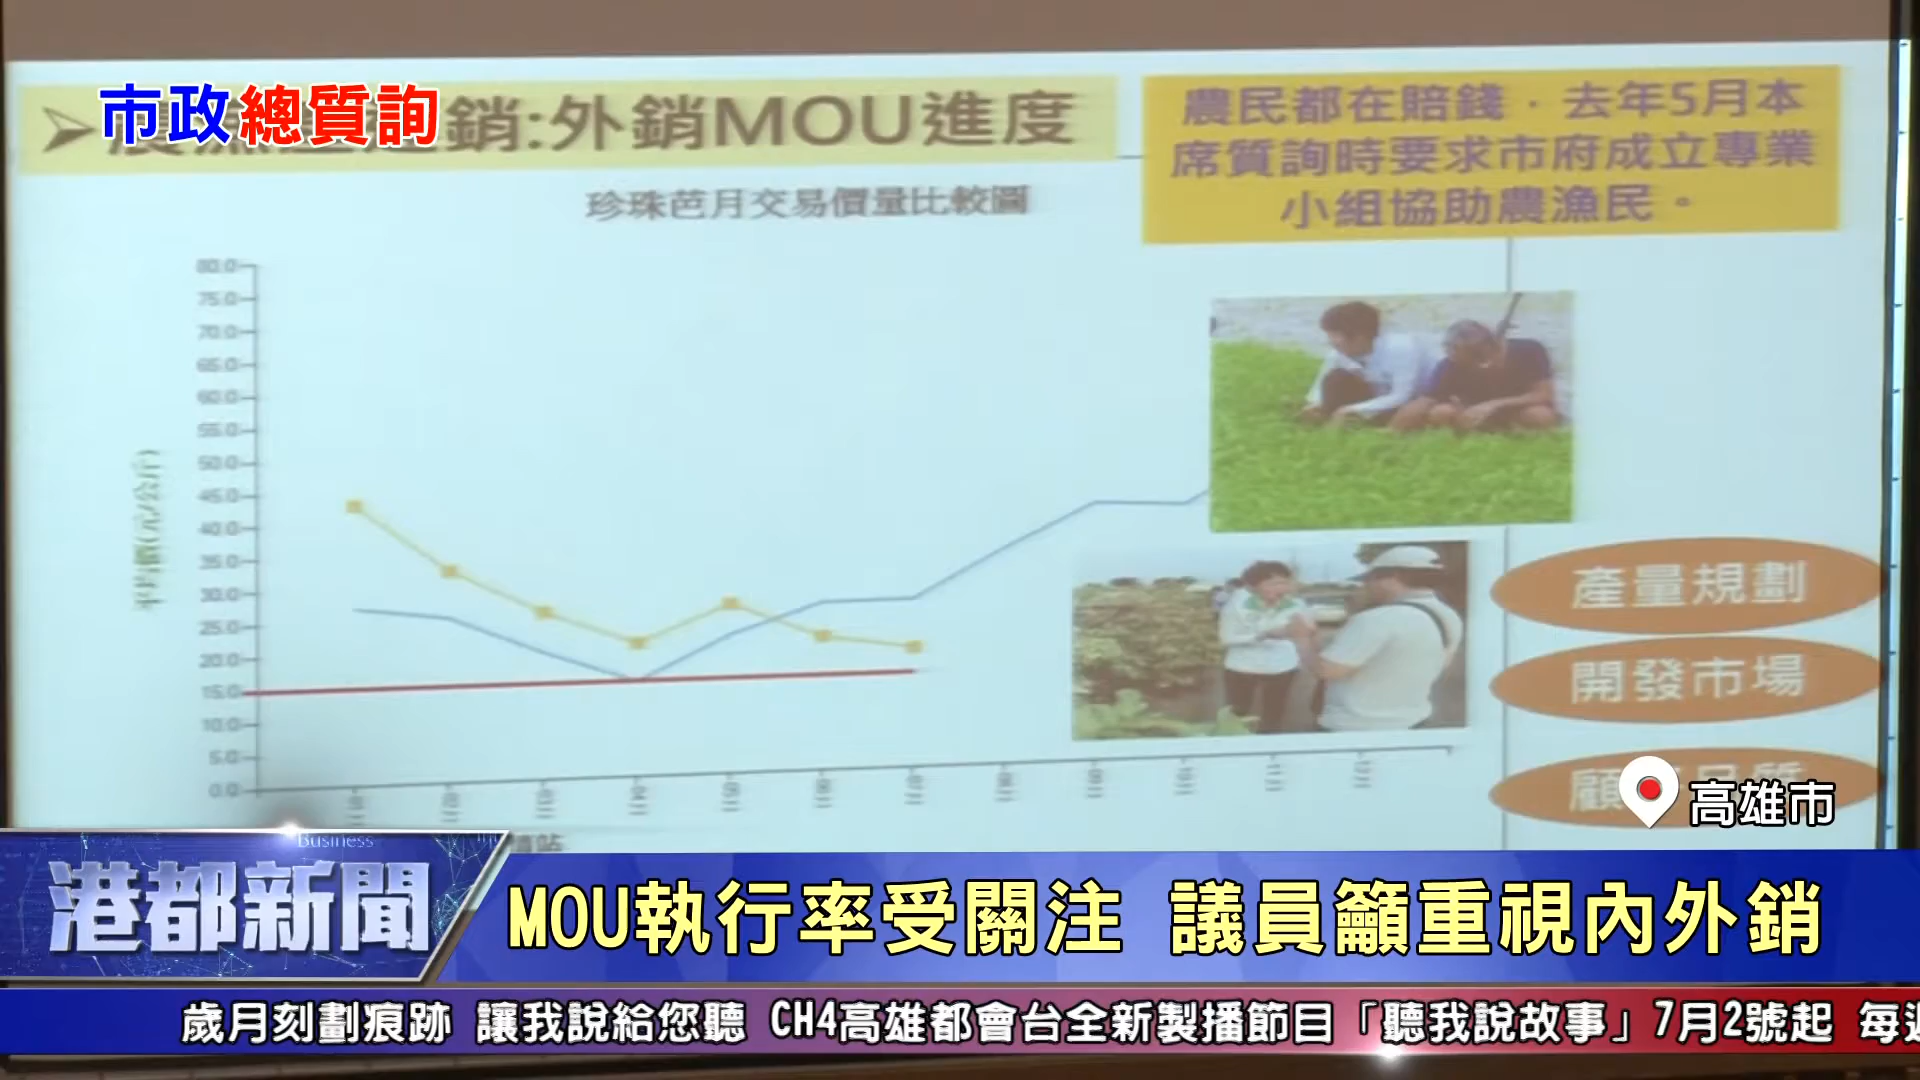 市政總質詢
銷:外銷MOU進度
農民都在賠錢，去年5月本
席質詢時要求市府成立專業
小組協助農漁民。
珍珠芭月交易價量比較圖
80.0
75.0
70.0
65.0
60.0
55.0
50.0
45.0
40.0
35.0
30.0
25.0
20.0
15.0
10.0
5.0
0.0
產量規劃
開發市場
顧
高雄市
Business
港都新聞
MOU執行率受關注 議員籲重視內外銷
歲月刻劃痕跡 讓我說給您聽 CH4高雄都會台全新製播節目「聽我說故事」7月2號起 每